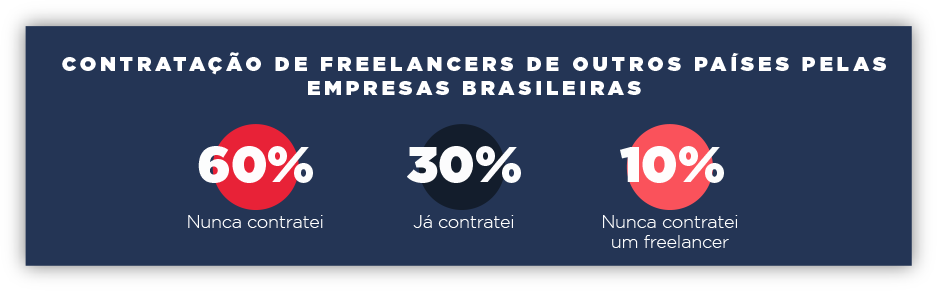 CONTRATAÇÃO DE FREELANCERS DE OUTROS PAÍSES PELAS
EMPRESAS BRASILEIRAS
60%
Nunca contratei
30%
Já contratei
10%
Nunca contratei
um freelancer